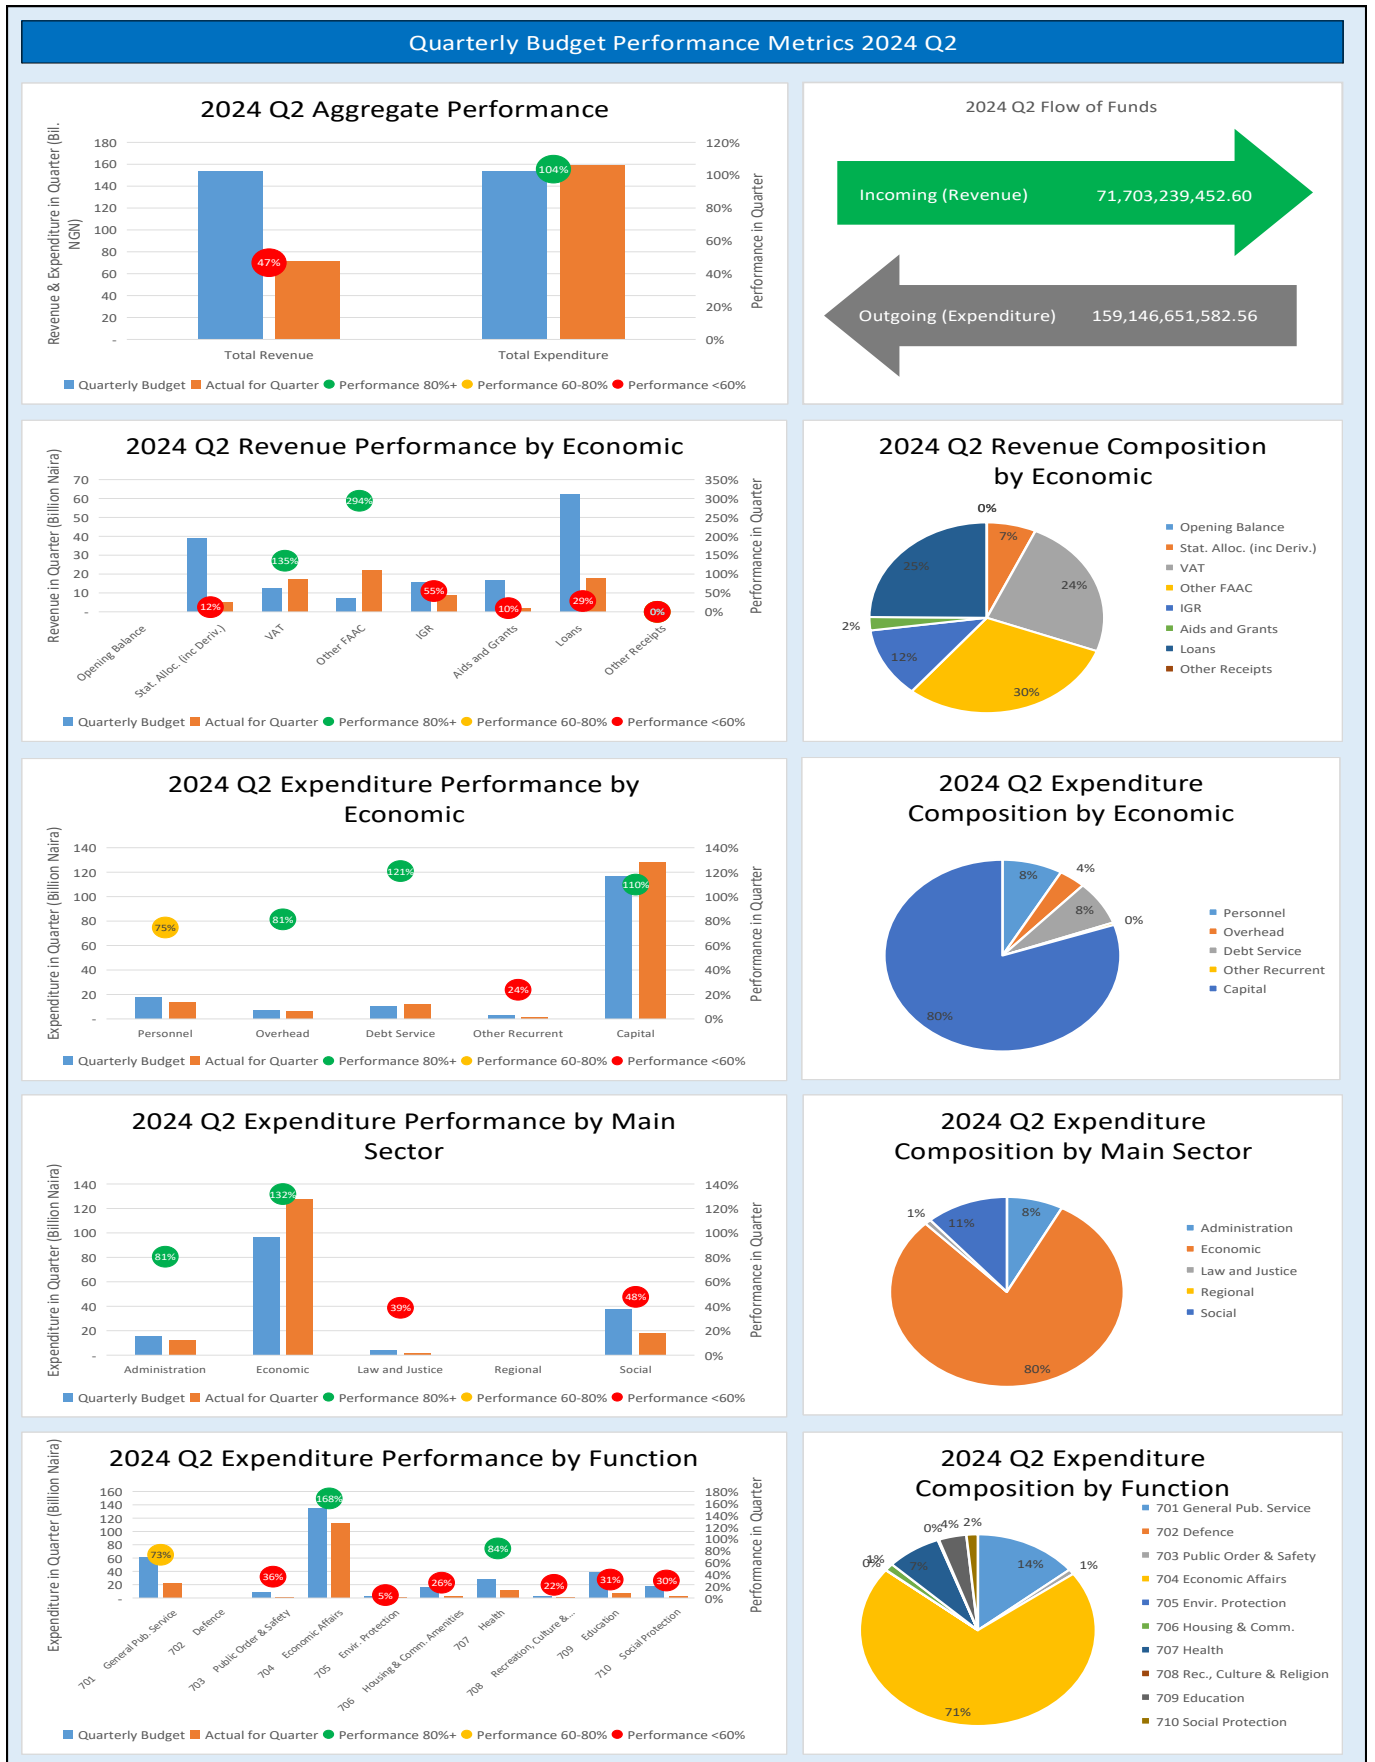 Quarterly Budget Performance Metrics 2024 Q2
2024 Q2 Aggregate Performance
Revenue & Expenditure in Quarter (Bil.
NGN)
180
160
140
120
100
80
60
40
20
-
120%
100%
80%
60%
40%
20%
0%
Performance in Quarter
47%
104%
Total Revenue
Total Expenditure
Quarterly Budget
Actual for Quarter
Performance 80%+
Performance 60-80%
Performance <60%
2024 Q2 Flow of Funds
Incoming (Revenue) 71,703,239,452.60
Outgoing (Expenditure) 159,146,651,582.56
2024 Q2 Revenue Performance by Economic
Revenue in Quarter (Billion Naira)
70
60
50
40
30
20
10
-
350%
300%
250%
200%
150%
100%
50%
0%
Performance in Quarter
12%
135%
294%
55%
10%
29%
0%
Opening Balance
Stat. Alloc. (inc Deriv.)
VAT
Other FAAC
IGR
Aids and Grants
Loans
Other Receipts
Quarterly Budget
Actual for Quarter
Performance 80%+
Performance 60-80%
Performance <60%
2024 Q2 Revenue Composition
by Economic
0%
7%
24%
30%
12%
2%
25%
Opening Balance
Stat. Alloc. (inc Deriv.)
VAT
Other FAAC
IGR
Aids and Grants
Loans
Other Receipts
2024 Q2 Expenditure Performance by
Economic
Expenditure in Quarter (Billion Naira)
140
120
100
80
60
40
20
-
140%
120%
100%
80%
60%
40%
20%
0%
Performance in Quarter
75%
81%
121%
24%
110%
Personnel
Overhead
Debt Service
Other Recurrent
Capital
Quarterly Budget
Actual for Quarter
Performance 80%+
Performance 60-80%
Performance <60%
2024 Q2 Expenditure
Composition by Economic
8%
4%
8%
0%
80%
Personnel
Overhead
Debt Service
Other Recurrent
Capital
2024 Q2 Expenditure Performance by Main
Sector
Expenditure in Quarter (Billion Naira)
140
120
100
80
60
40
20
-
140%
120%
100%
80%
60%
40%
20%
0%
Performance in Quarter
81%
132%
39%
48%
Administration
Economic
Law and Justice
Regional
Social
Quarterly Budget
Actual for Quarter
Performance 80%+
Performance 60-80%
Performance <60%
2024 Q2 Expenditure
Composition by Main Sector
8%
80%
1%
11%
Administration
Economic
Law and Justice
Regional
Social
2024 Q2 Expenditure Performance by Function
Expenditure in Quarter (Billion Naira)
160
140
120
100
80
60
40
20
-
180%
160%
140%
120%
100%
80%
60%
40%
20%
0%
Performance in Quarter
73%
36%
168%
5%
26%
84%
22%
31%
30%
701 General Pub. Service
702 Defence
703 Public Order & Safety
704 Economic Affairs
705 Envir. Protection
706 Housing & Comm. Amenities
707 Health
708 Recreation, Culture &...
709 Education
710 Social Protection
Quarterly Budget
Actual for Quarter
Performance 80%+
Performance 60-80%
Performance <60%
2024 Q2 Expenditure
Composition by Function
14%
1%
71%
0%
1%
7%
0%
4%
2%
701 General Pub. Service
702 Defence
703 Public Order & Safety
704 Economic Affairs
705 Envir. Protection
706 Housing & Comm.
707 Health
708 Rec., Culture & Religion
709 Education
710 Social Protection